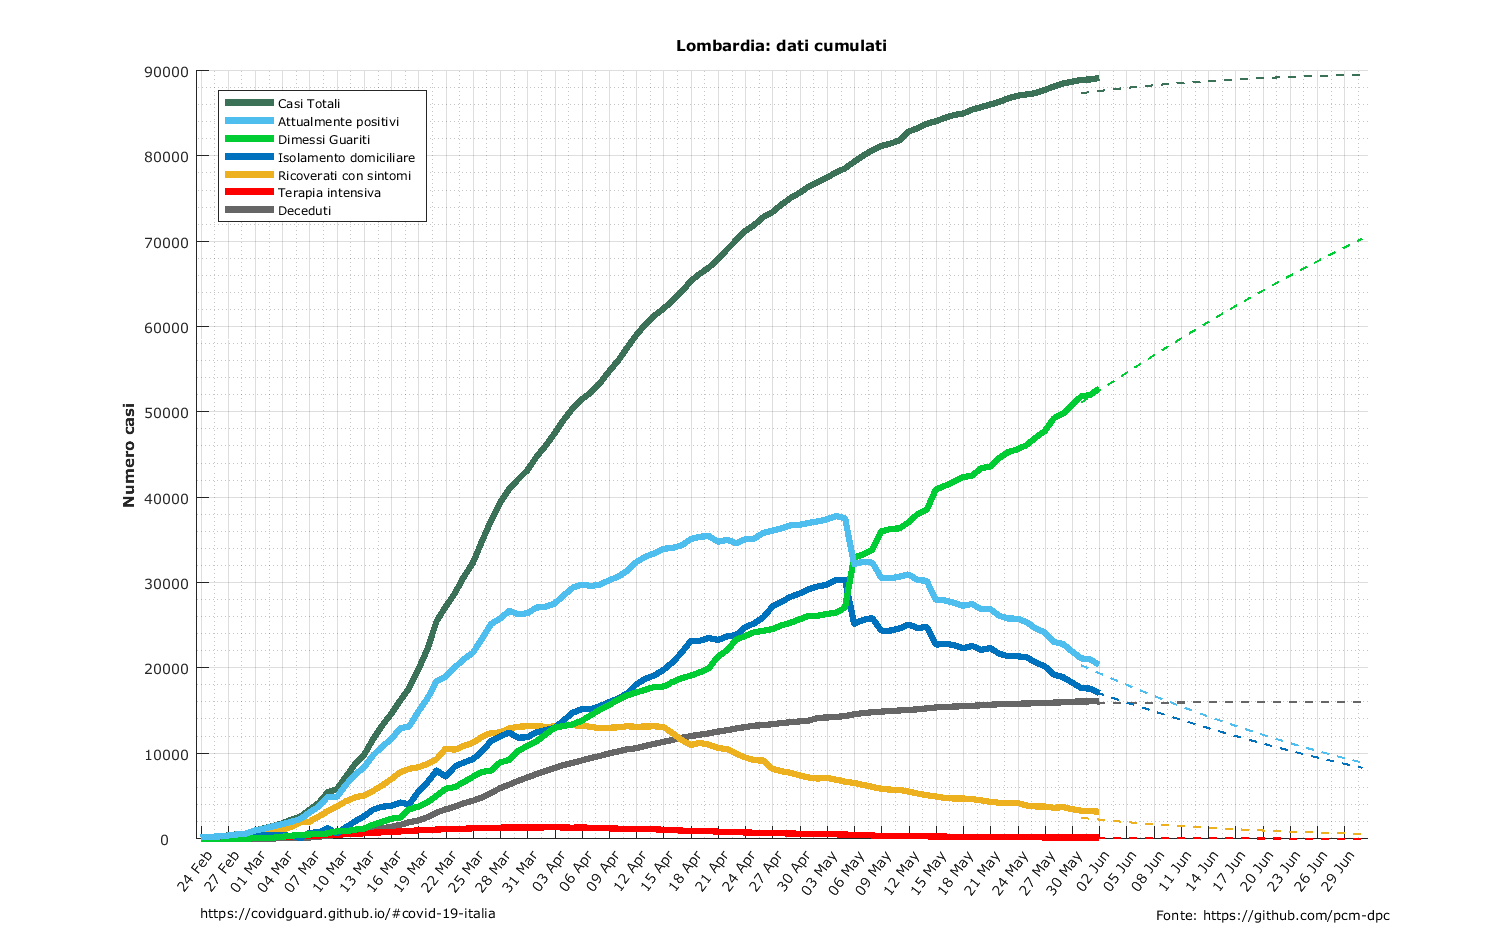 Lombardia: dati cumulati
90000
80000
70000
60000
50000
40000
30000
20000
10000
0
Numero casi
Casi Totali
Attualmente positivi
Dimessi Guariti
Isolamento domiciliare
Ricoverati con sintomi
Terapia intensiva
Deceduti
24 Feb
27 Feb
01 Mar
04 Mar
07 Mar
10 Mar
13 Mar
16 Mar
19 Mar
22 Mar
25 Mar
28 Mar
31 Mar
03 Apr
06 Apr
09 Apr
12 Apr
15 Apr
18 Apr
21 Apr
24 Apr
27 Apr
30 Apr
03 May
06 May
09 May
12 May
15 May
18 May
21 May
24 May
27 May
30 May
02 Jun
05 Jun
08 Jun
11 Jun
14 Jun
17 Jun
20 Jun
23 Jun
26 Jun
29 Jun
https://covidguard.github.io/#covid-19-italia
Fonte: https://github.com/pcm-dpc